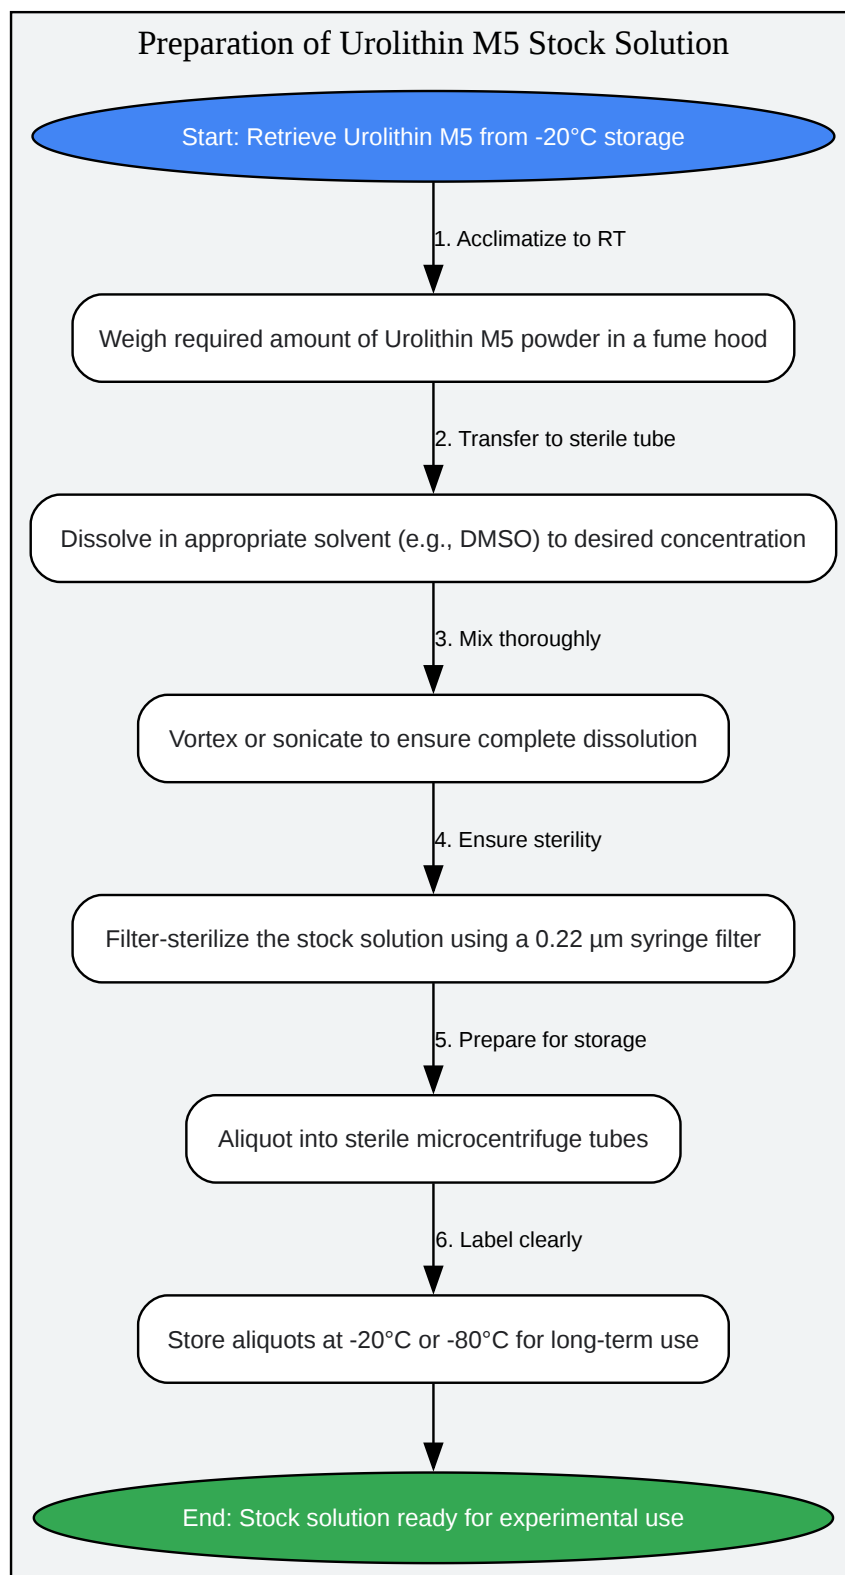 Preparation of Urolithin M5 Stock Solution
Start: Retrieve Urolithin M5 from -20°C storage
1. Acclimatize to RT
Weigh required amount of Urolithin M5 powder in a fume hood
2. Transfer to sterile tube
Dissolve in appropriate solvent (e.g., DMSO) to desired concentration
3. Mix thoroughly
Vortex or sonicate to ensure complete dissolution
4. Ensure sterility
Filter-sterilize the stock solution using a 0.22 µm syringe filter
5. Prepare for storage
Aliquot into sterile microcentrifuge tubes
6. Label clearly
Store aliquots at -20°C or -80°C for long-term use
End: Stock solution ready for experimental use